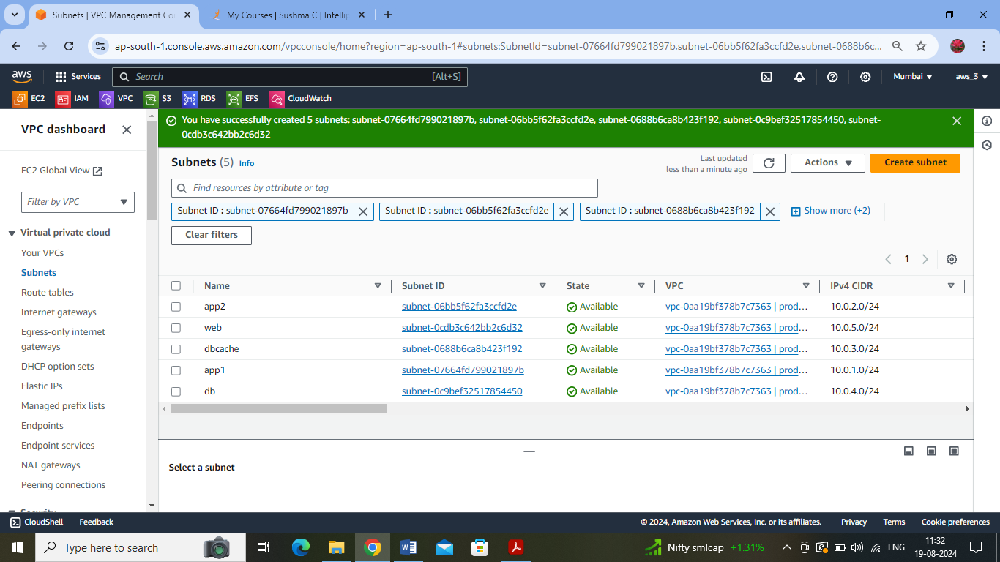 Subnets | VPC Management Co
My Courses | Sushma C | Intellip
ap-south-1.console.aws.amazon.com/vpcconsole/home?region=ap-south-1#subnets:SubnetId=subnet-07664fd799021897b,subnet-06bb5f62fa3ccfd2e,subnet-0688b6c...
aws
Services
Search [Alt+S]
Mumbai
aws_3
EC2 IAM VPC S3 RDS EFS CloudWatch
You have successfully created 5 subnets: subnet-07664fd799021897b, subnet-06bb5f62fa3ccfd2e, subnet-0688b6ca8b423f192, subnet-0c9bef32517854450, subnet-
0cdb3c642bb2c6d32
VPC dashboard
EC2 Global View
Filter by VPC
Virtual private cloud
Your VPCs
Subnets
Route tables
Internet gateways
Egress-only internet
gateways
DHCP option sets
Elastic IPs
Managed prefix lists
Endpoints
Endpoint services
NAT gateways
Peering connections
Security
Subnets (5) Info
Last updated
less than a minute ago
Actions
Create subnet
Find resources by attribute or tag
Subnet ID : subnet-07664fd799021897b
Subnet ID : subnet-06bb5f62fa3ccfd2e
Subnet ID : subnet-0688b6ca8b423f192
Show more (+2)
Clear filters
1
Name Subnet ID State VPC IPv4 CIDR
app2 subnet-06bb5f62fa3ccfd2e Available vpc-0aa19bf378b7c7363 | prod... 10.0.2.0/24
web subnet-0cdb3c642bb2c6d32 Available vpc-0aa19bf378b7c7363 | prod... 10.0.5.0/24
dbcache subnet-0688b6ca8b423f192 Available vpc-0aa19bf378b7c7363 | prod... 10.0.3.0/24
app1 subnet-07664fd799021897b Available vpc-0aa19bf378b7c7363 | prod... 10.0.1.0/24
db subnet-0c9bef32517854450 Available vpc-0aa19bf378b7c7363 | prod... 10.0.4.0/24
Select a subnet
CloudShell Feedback
© 2024, Amazon Web Services, Inc. or its affiliates. Privacy Terms Cookie preferences
Type here to search
Nifty smlcap +1.31%
ENG
11:32
19-08-2024